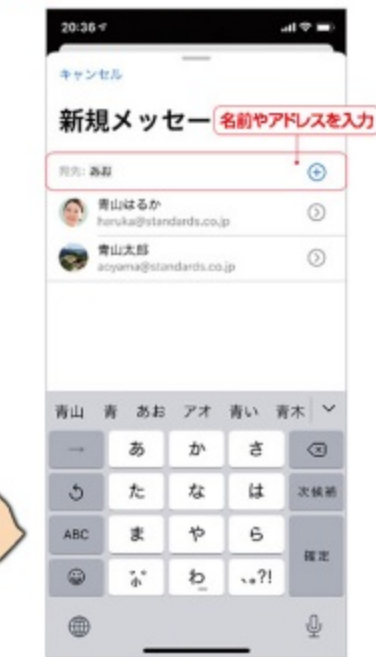 20:36
キャンセル
新規メッセー
名前やアドレスを入力
宛先: あお
青山はるか
haruka@standards.co.jp
青山太郎
aoyama@standards.co.jp
青山 青 あお アオ 青い 青木
→ あ か さ
た な は 次候補
ABC ま や ら 確定
^^ わ_ 、。?!